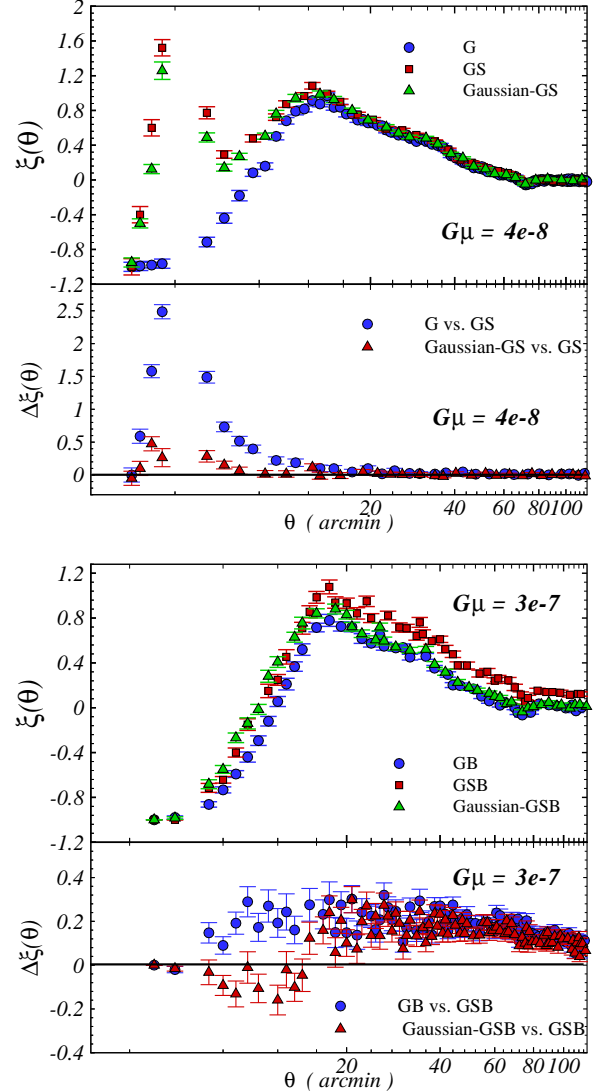 2
1.6
1.2
0.8
0.4
0
-0.4
-0.8
-1.2
ξ(θ)
G
GS
Gaussian-GS
Gμ = 4e-8
2.5
2
1.5
1
0.5
0
Δξ(θ)
G vs. GS
Gaussian-GS vs. GS
Gμ = 4e-8
20 40 60 80 100
θ ( arcmin )
1.2
0.8
0.4
0
-0.4
-0.8
-1.2
ξ(θ)
Gμ = 3e-7
GB
GSB
Gaussian-GSB
0.4
0.2
0
-0.2
-0.4
Δξ(θ)
Gμ = 3e-7
GB vs. GSB
Gaussian-GSB vs. GSB
20 40 60 80 100
θ ( arcmin )